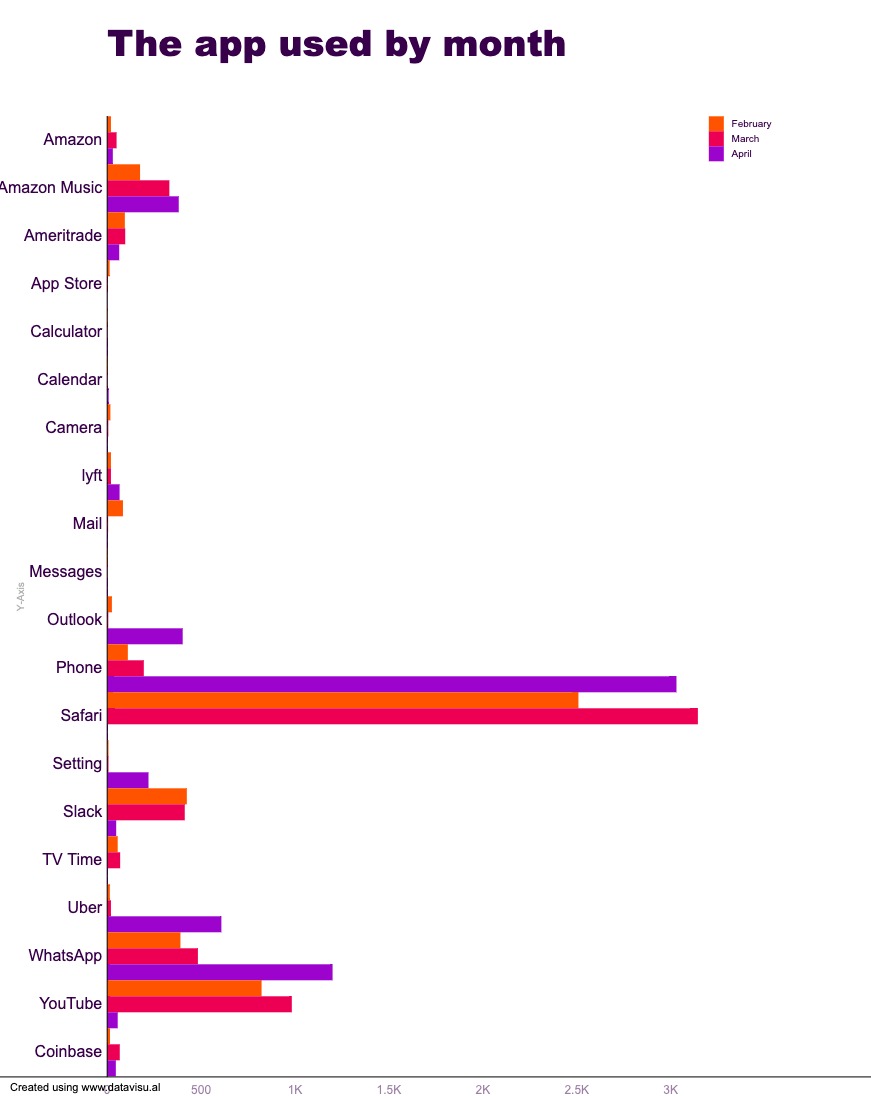 The app used by month
February
March
April
Amazon
Amazon Music
Ameritrade
App Store
Calculator
Calendar
Camera
lyft
Mail
Messages
Outlook
Phone
Safari
Setting
Slack
TV Time
Uber
WhatsApp
YouTube
Coinbase
Y-Axis
0 500 1K 1.5K 2K 2.5K 3K
Created using www.datavisu.al